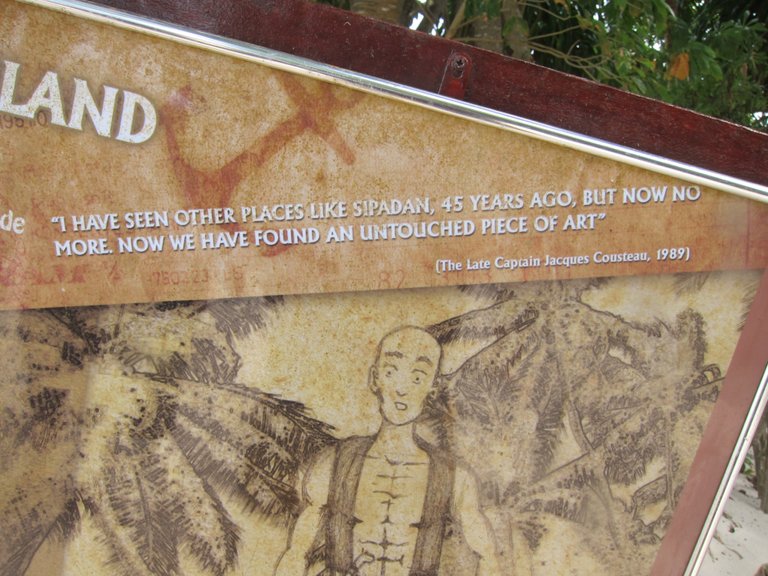 LAND
de
"I HAVE SEEN OTHER PLACES LIKE SIPADAN, 45 YEARS AGO, BUT NOW NO
MORE. NOW WE HAVE FOUND AN UNTOUCHED PIECE OF ART"
(The Late Captain Jacques Cousteau, 1989)